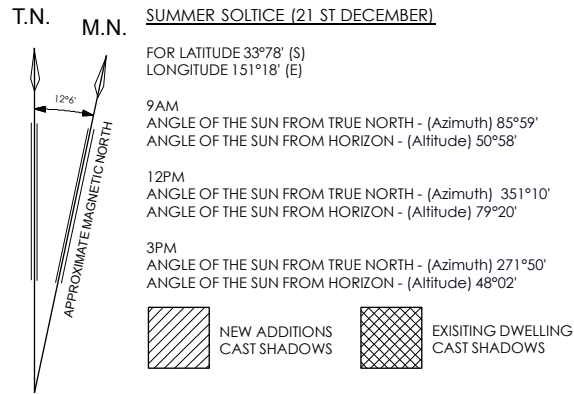 T.N.
M.N.
12°6'
APPROXIMATE MAGNETIC NORTH
SUMMER SOLTICE (21 ST DECEMBER)
FOR LATITUDE 33°78' (S)
LONGITUDE 151°18' (E)
9AM
ANGLE OF THE SUN FROM TRUE NORTH - (Azimuth) 85°59'
ANGLE OF THE SUN FROM HORIZON - (Altitude) 50°58'
12PM
ANGLE OF THE SUN FROM TRUE NORTH - (Azimuth) 351°10'
ANGLE OF THE SUN FROM HORIZON - (Altitude) 79°20'
3PM
ANGLE OF THE SUN FROM TRUE NORTH - (Azimuth) 271°50'
ANGLE OF THE SUN FROM HORIZON - (Altitude) 48°02'
NEW ADDITIONS
CAST SHADOWS
EXISITING DWELLING
CAST SHADOWS